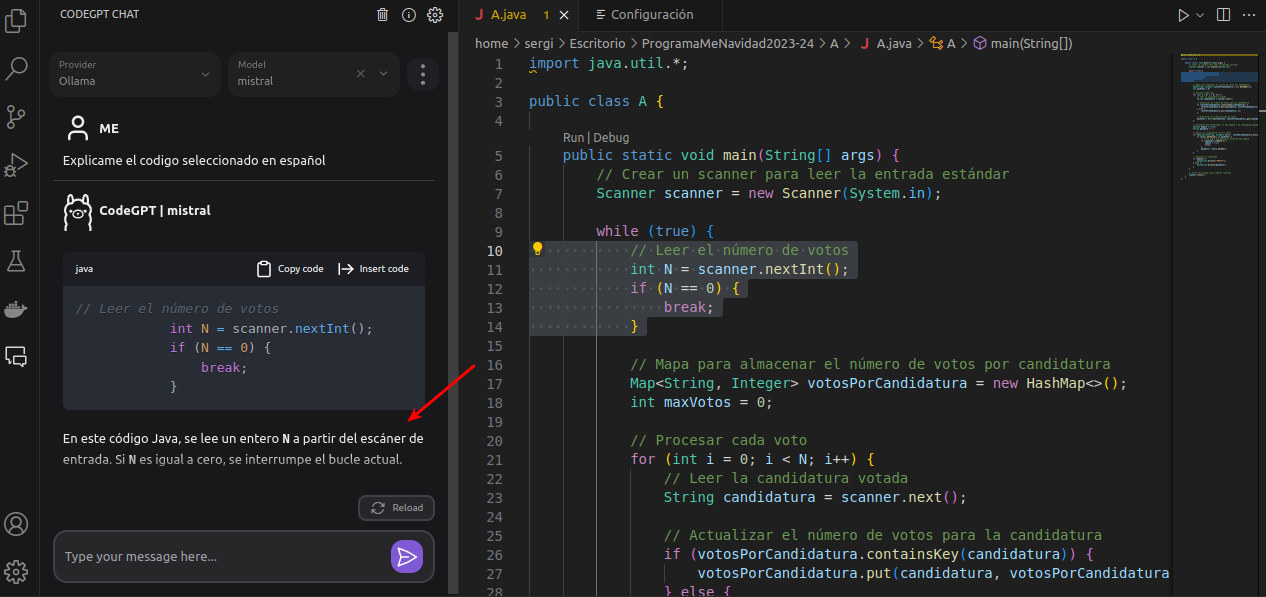 CODEGPT CHAT
Provider
Ollama
Model
mistral
ME
Explicame el codigo seleccionado en español
CodeGPT | mistral
java
Copy code
Insert code
// Leer el número de votos
int N = scanner.nextInt();
if (N == 0) {
break;
}
En este código Java, se lee un entero N a partir del escáner de
entrada. Si N es igual a cero, se interrumpe el bucle actual.
Reload
Type your message here...
J A.java 1
Configuración
home > sergi > Escritorio > ProgramaMeNavidad2023-24 > A > J A.java > A > main(String[])
1 import java.util.*;
2
3 public class A {
4
Run | Debug
5 public static void main(String[] args) {
6 // Crear un scanner para leer la entrada estándar
7 Scanner scanner = new Scanner(System.in);
8
9 while (true) {
10 // Leer el número de votos
11 int N = scanner.nextInt();
12 if (N == 0) {
13 break;
14 }
15
16 // Mapa para almacenar el número de votos por candidatura
17 Map<String, Integer> votosPorCandidatura = new HashMap<>();
18 int maxVotos = 0;
19
20 // Procesar cada voto
21 for (int i = 0; i < N; i++) {
22 // Leer la candidatura votada
23 String candidatura = scanner.next();
24
25 // Actualizar el número de votos para la candidatura
26 if (votosPorCandidatura.containsKey(candidatura)) {
27 votosPorCandidatura.put(candidatura, votosPorCandidatura
28 } else {